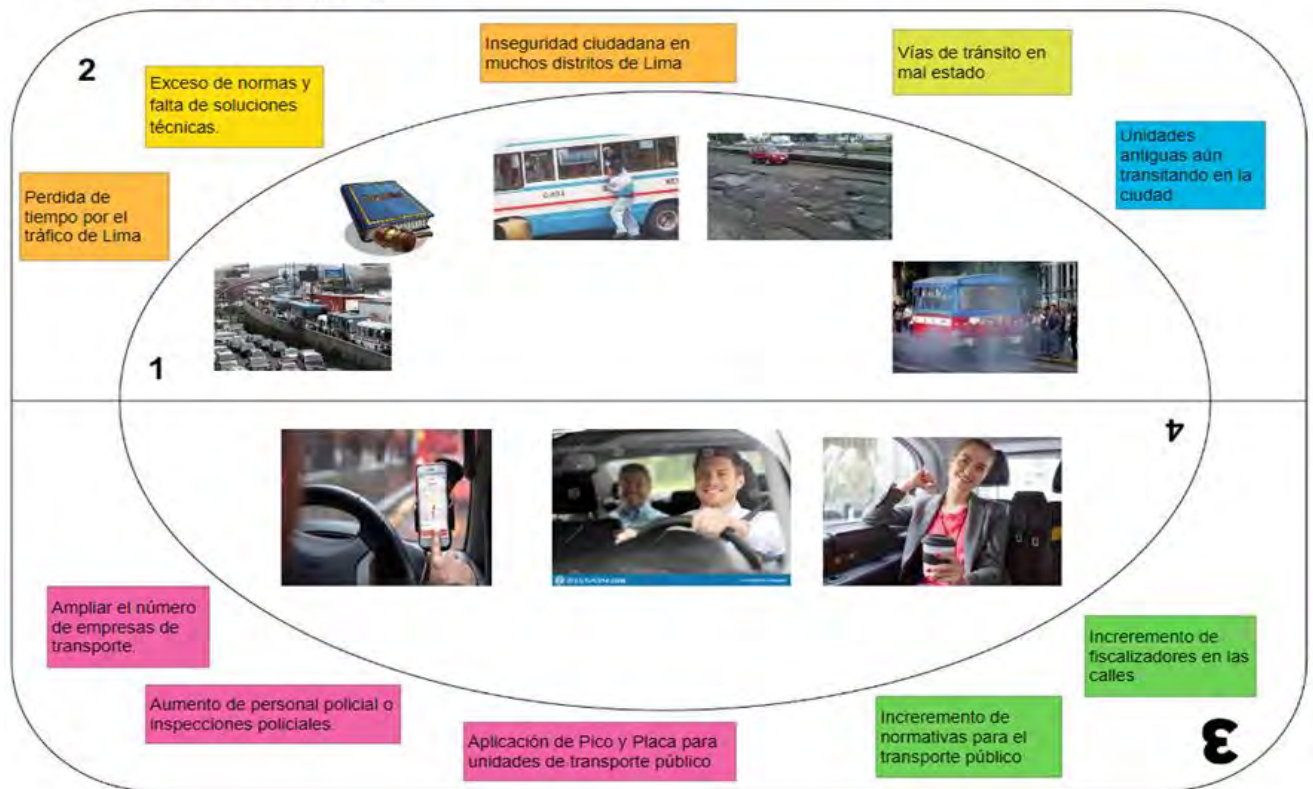 2
Inseguridad ciudadana en
muchos distritos de Lima
Vías de tránsito en
mal estado
Exceso de normas y
falta de soluciones
técnicas.
Unidades
antiguas aún
transitando en la
ciudad
Perdida de
tiempo por el
tráfico de Lima
1
4
Ampliar el número
de empresas de
transporte.
Increremento de
fiscalizadores en las
calles
Aumento de personal policial o
inspecciones policiales.
Aplicación de Pico y Placa para
unidades de transporte público
Increremento de
normativas para el
transporte público
3